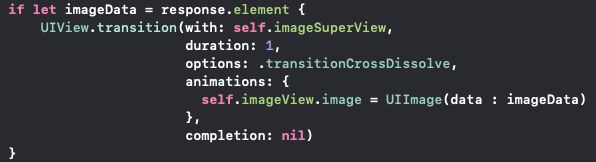 if let imageData = response.element {
    UIView.transition(with: self.imageSuperView,
                      duration: 1,
                      options: .transitionCrossDissolve,
                      animations: {
                        self.imageView.image = UIImage(data : imageData)
                      },
                      completion: nil)
}